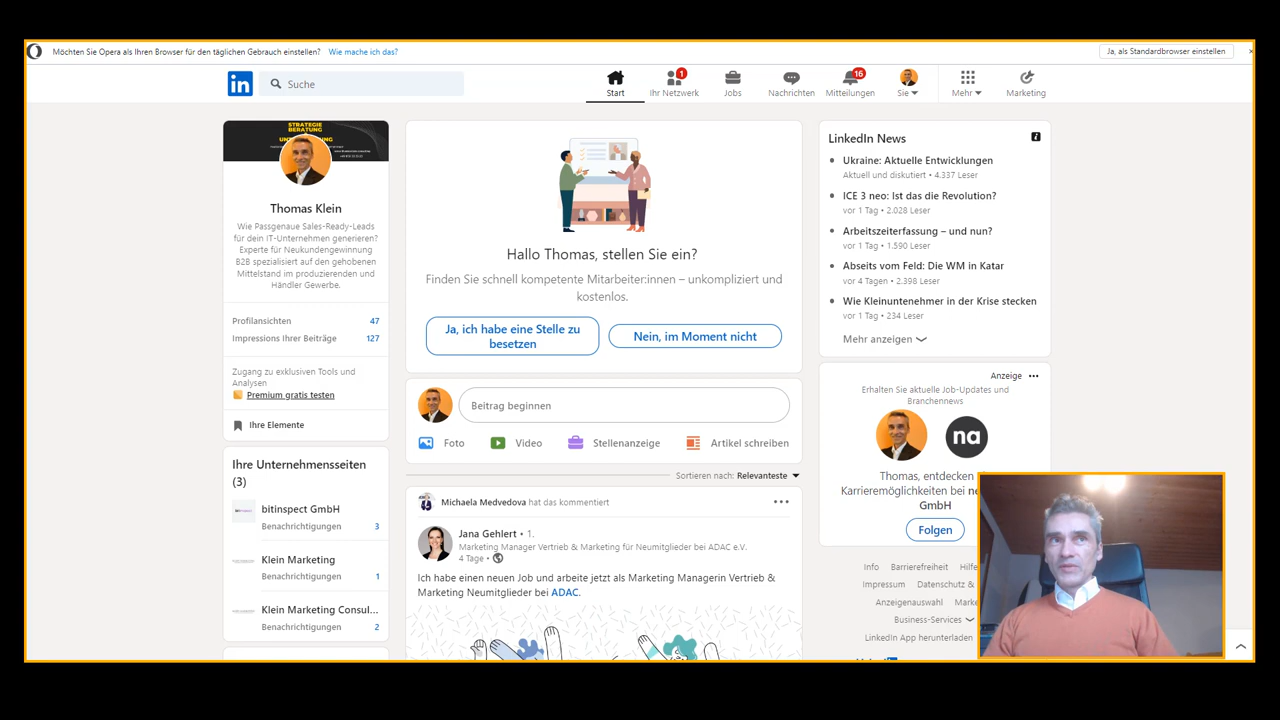 Möchten Sie Opera als Ihren Browser für den täglichen Gebrauch einstellen? Wie mache ich das?
Ja, als Standardbrowser einstellen
in
Suche
Start
1
Ihr Netzwerk
Jobs
Nachrichten
16
Mitteilungen
Sie
Mehr
Marketing
STRATEGIE
BERATUNG
Thomas Klein
Wie Passgenaue Sales-Ready-Leads
für dein IT-Unternehmen generieren?
Experte für Neukundengewinnung
B2B spezialisiert auf den gehobenen
Mittelstand im produzierenden und
Händler Gewerbe.
Profilansichten 47
Impressions Ihrer Beiträge 127
Zugang zu exklusiven Tools und
Analysen
Premium gratis testen
Ihre Elemente
Ihre Unternehmensseiten
(3)
bitinspect GmbH
Benachrichtigungen 3
Klein Marketing
Benachrichtigungen 1
Klein Marketing Consul...
Benachrichtigungen 2
Hallo Thomas, stellen Sie ein?
Finden Sie schnell kompetente Mitarbeiter:innen – unkompliziert und
kostenlos.
Ja, ich habe eine Stelle zu
besetzen
Nein, im Moment nicht
Beitrag beginnen
Foto
Video
Stellenanzeige
Artikel schreiben
Sortieren nach: Relevanteste
Michaela Medvedova hat das kommentiert
Jana Gehlert • 1.
Marketing Manager Vertrieb & Marketing für Neumitglieder bei ADAC e.V.
4 Tage •
Ich habe einen neuen Job und arbeite jetzt als Marketing Managerin Vertrieb &
Marketing Neumitglieder bei ADAC.
LinkedIn News
Ukraine: Aktuelle Entwicklungen
Aktuell und diskutiert • 4.337 Leser
ICE 3 neo: Ist das die Revolution?
vor 1 Tag • 2.028 Leser
Arbeitszeiterfassung – und nun?
vor 1 Tag • 1.590 Leser
Abseits vom Feld: Die WM in Katar
vor 4 Tagen • 2.398 Leser
Wie Kleinuntenehmer in der Krise stecken
vor 1 Tag • 234 Leser
Mehr anzeigen
Anzeige
Erhalten Sie aktuelle Job-Updates und
Branchennews
na
Thomas, entdecken
Karrieremöglichkeiten bei
GmbH
Folgen
Info Barrierefreiheit Hilfe
Impressum Datenschutz &
Anzeigenauswahl Marke
Business-Services
LinkedIn App herunterladen